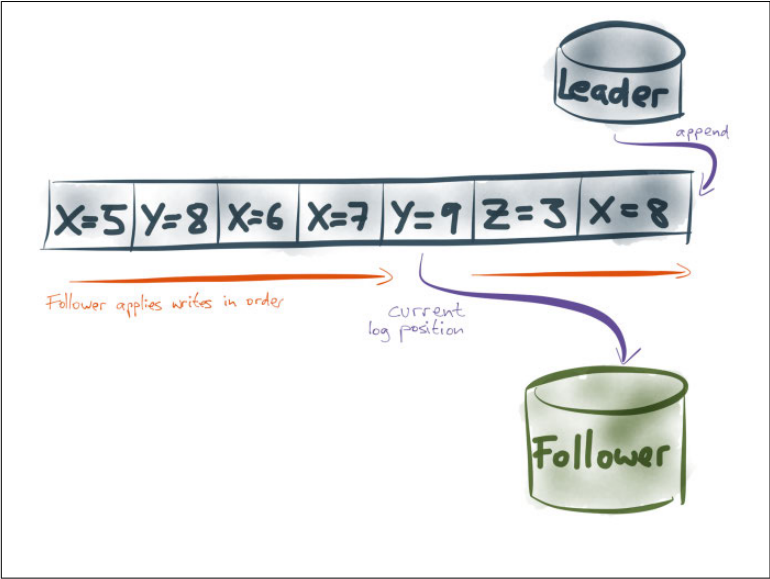 Leader
append
X=5 Y=8 X=6 X=7 Y=9 Z=3 X=8
Follower applies writes in order
current
log position
Follower